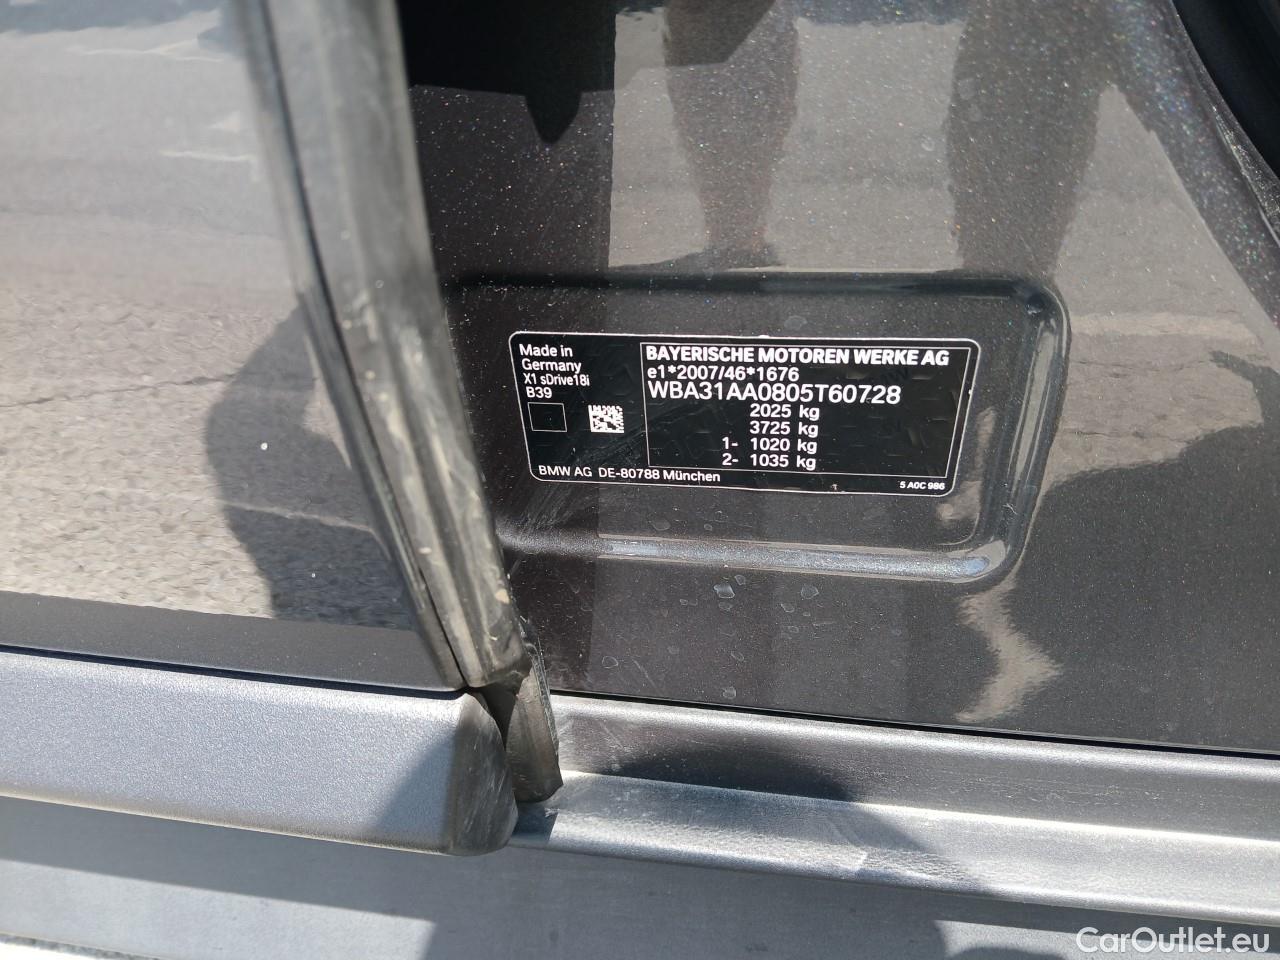 Made in
Germany
X1 sDrive18i
B39
BAYERISCHE MOTOREN WERKE AG
e1*2007/46*1676
WBA31AA0805T60728
2025 kg
3725 kg
1- 1020 kg
2- 1035 kg
BMW AG DE-80788 München
5 A0C 986
CarOutlet.eu